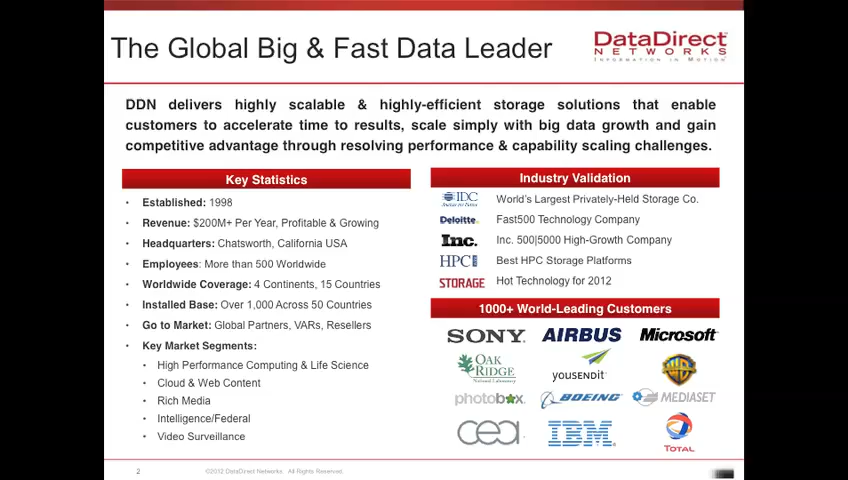 The Global Big & Fast Data Leader
DataDirect
NETWORKS
INFORMATION IN MOTION
DDN delivers highly scalable & highly-efficient storage solutions that enable
customers to accelerate time to results, scale simply with big data growth and gain
competitive advantage through resolving performance & capability scaling challenges.
Key Statistics
• Established: 1998
• Revenue: $200M+ Per Year, Profitable & Growing
• Headquarters: Chatsworth, California USA
• Employees: More than 500 Worldwide
• Worldwide Coverage: 4 Continents, 15 Countries
• Installed Base: Over 1,000 Across 50 Countries
• Go to Market: Global Partners, VARs, Resellers
• Key Market Segments:
• High Performance Computing & Life Science
• Cloud & Web Content
• Rich Media
• Intelligence/Federal
• Video Surveillance
Industry Validation
IDC World's Largest Privately-Held Storage Co.
Deloitte. Fast500 Technology Company
Inc. Inc. 500|5000 High-Growth Company
HPC Best HPC Storage Platforms
STORAGE Hot Technology for 2012
1000+ World-Leading Customers
SONY AIRBUS Microsoft
OAK
RIDGE
National Laboratory
YOUSENDIT
WB
photobox BOEING MEDIASET
cea IBM TOTAL
2 ©2012 DataDirect Networks. All Rights Reserved.